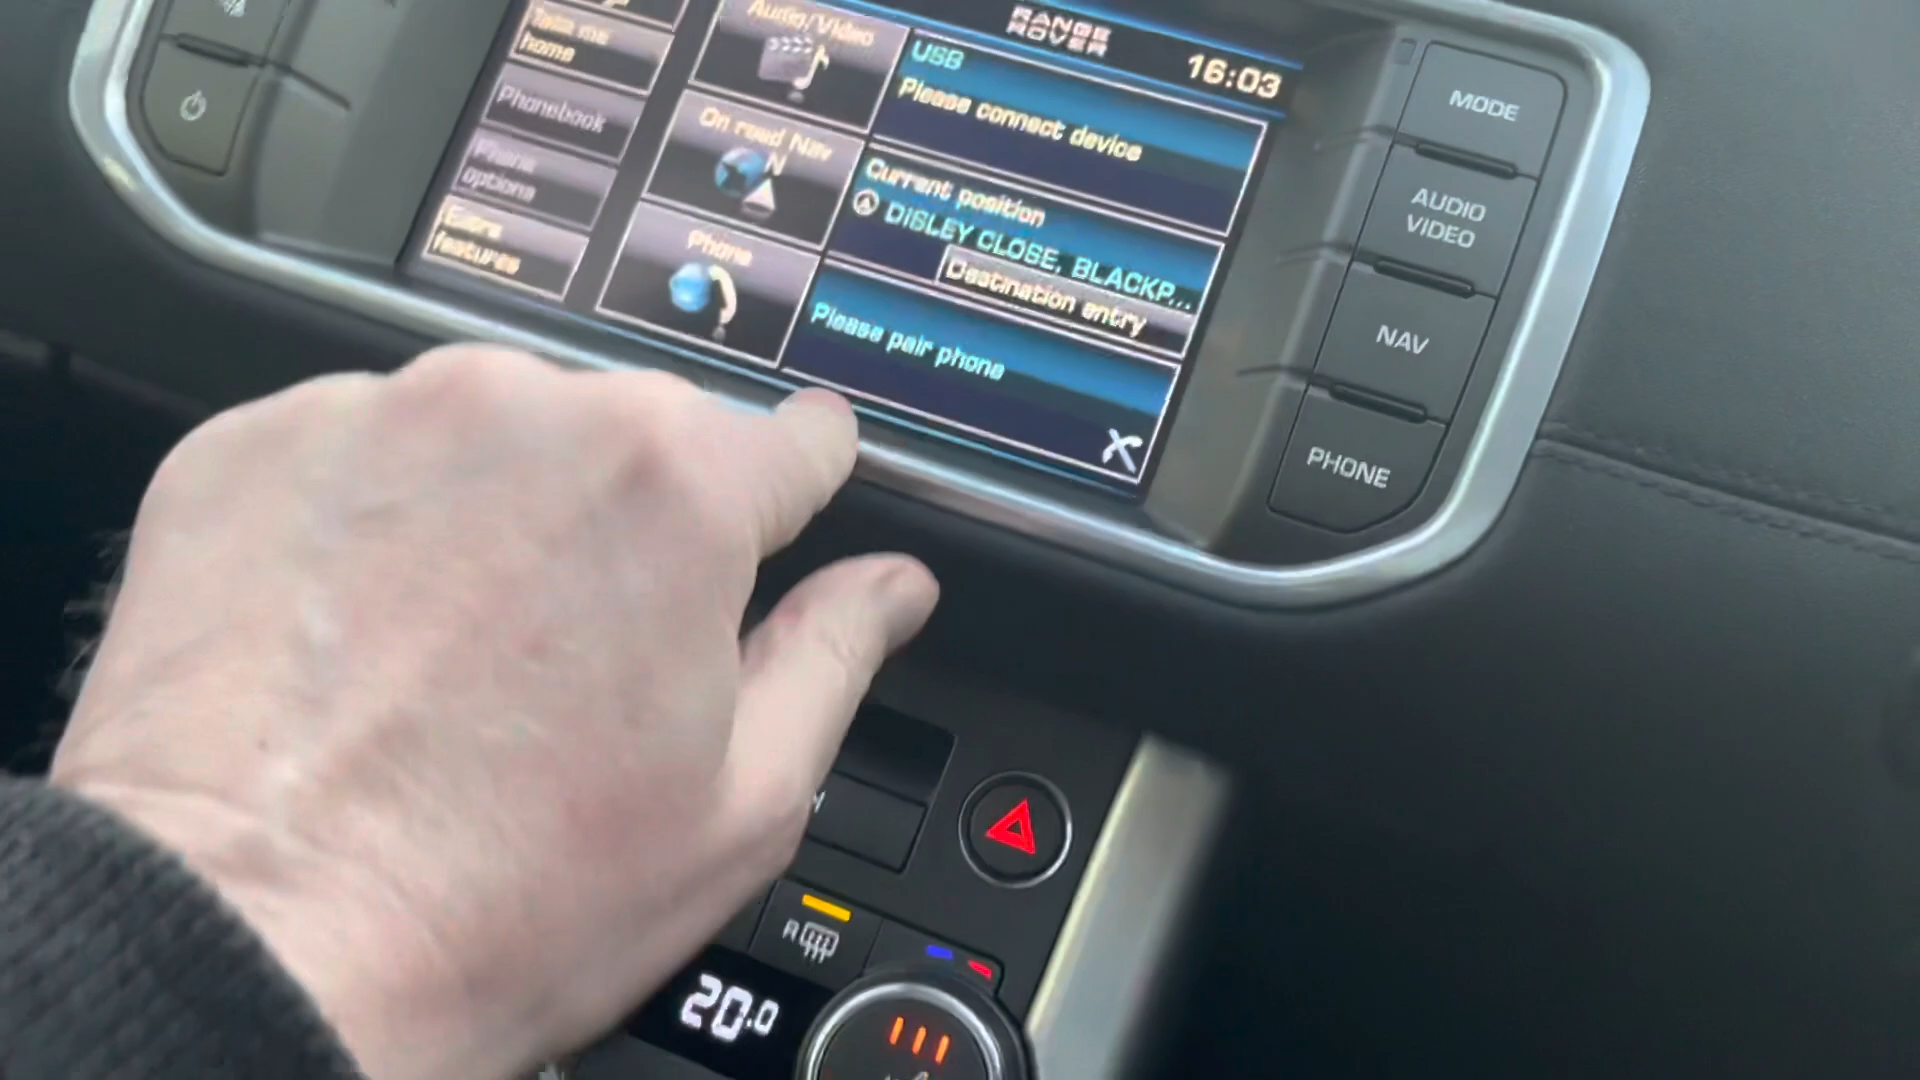 RANGE
ROVER
16:03
Take me
home
Phonebook
Phone
options
Extra
features
Audio/Video
On road Nav
N
Phone
USB
Please connect device
Current position
DISLEY CLOSE, BLACKP...
Destination entry
Please pair phone
MODE
AUDIO
VIDEO
NAV
PHONE
R
20.0